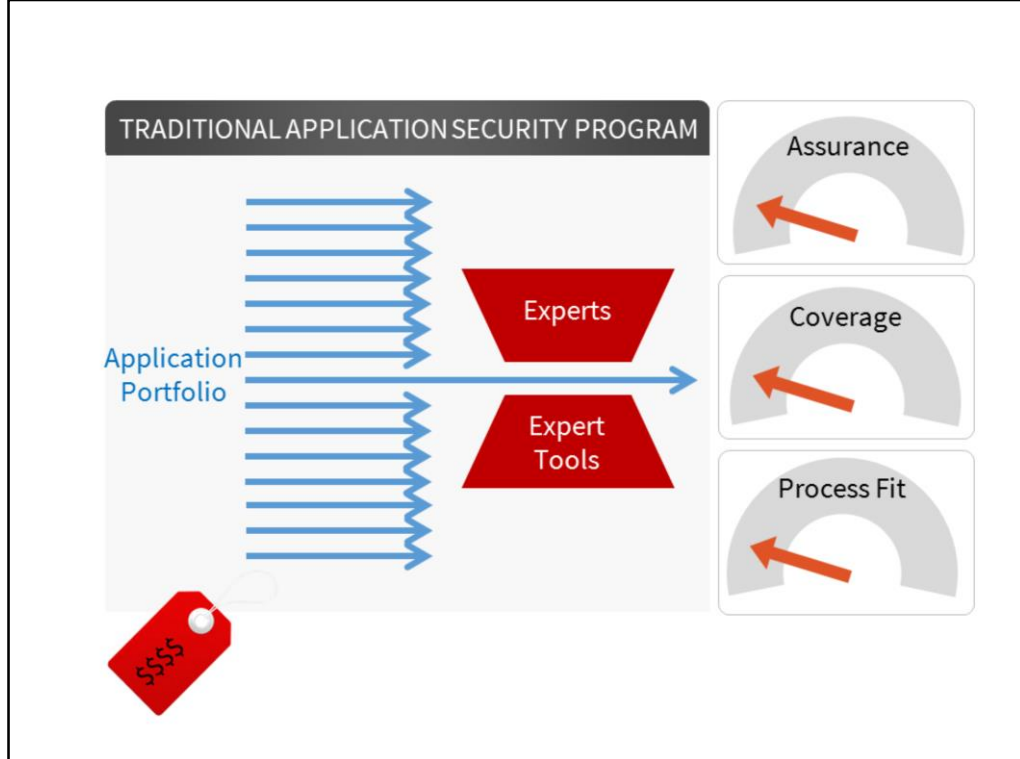 TRADITIONAL APPLICATION SECURITY PROGRAM
Application
Portfolio
Experts
Expert
Tools
$$$$
Assurance
Coverage
Process Fit